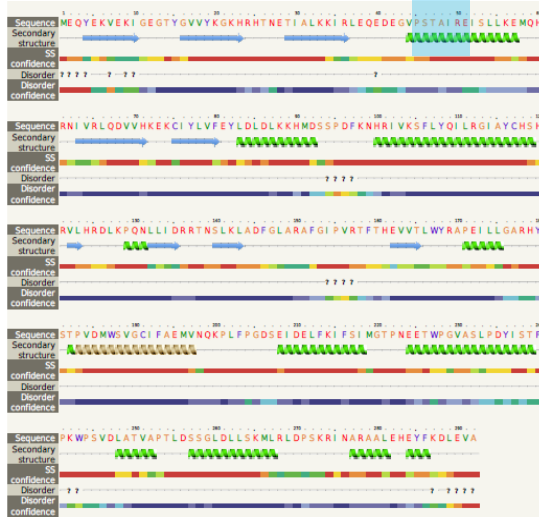 Sequence MEQYEKVEKIGEGTYGVVYKGKHRHTNETIALKKIRLEQEDEGVPSTAIREISLLKEMQH
Secondary
structure
SS
confidence
Disorder ???? ? ??
Disorder
confidence
Sequence RNIVRLQDVVHKEKCIYLVFEYLDLDLKKHMDSSPDFKNHRIVKSFLYQILRGIAYCHSH
Secondary
structure
SS
confidence
Disorder ????
Disorder
confidence
Sequence RVLHRDLKPQNLLIDRRTNSLKLADFGLARAFGIPVRTFTHEVVTLWYRAPEILLGARHY
Secondary
structure
SS
confidence
Disorder ????
Disorder
confidence
Sequence STPVDMWSVGCIFAEMVNQKPLFPGDSEIDELFKIFSIMGTPNEETWPGVASLPDYISTF
Secondary
structure
SS
confidence
Disorder
Disorder
confidence
Sequence PKWPSVDLATVAPTLDSSGLDLLSKMLRLDPSKRINARAALEHEYFKDLEVA
Secondary
structure
SS
confidence
Disorder ?? ? ????
Disorder
confidence